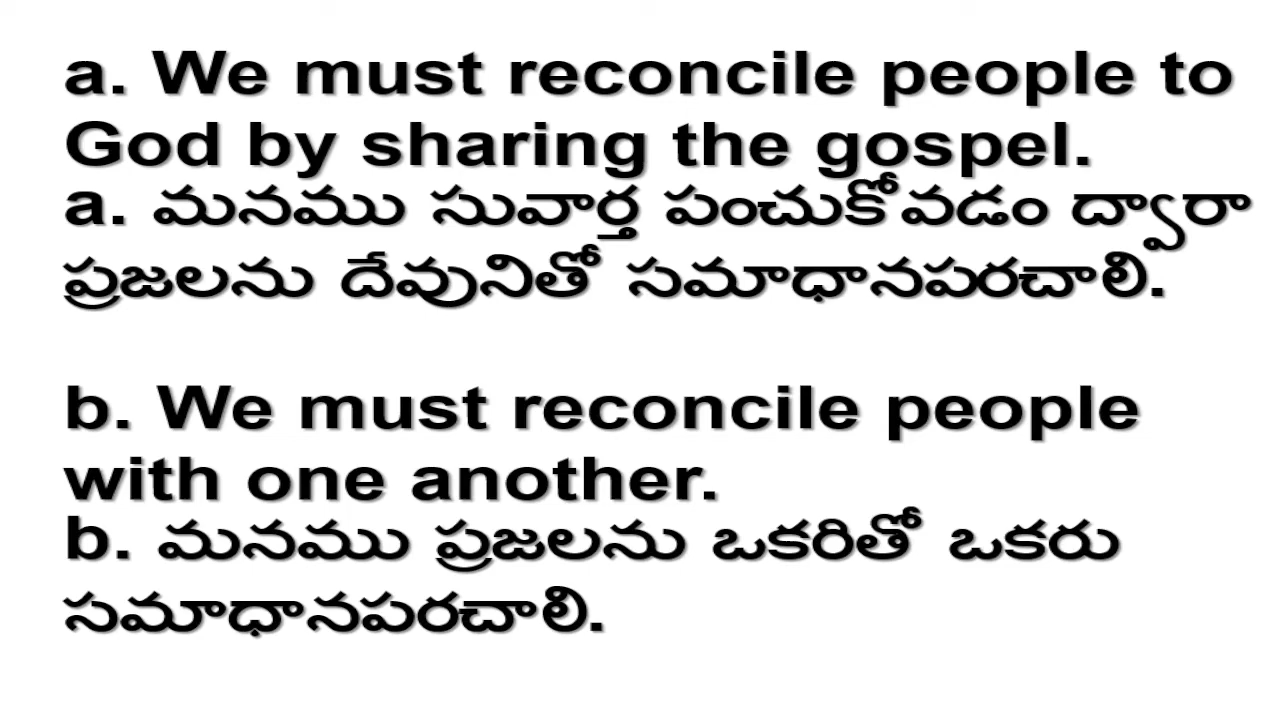 a. We must reconcile people to
God by sharing the gospel.
a. మనము సువార్త పంచుకోవడం ద్వారా
ప్రజలను దేవునితో సమాధానపరచాలి.
b. We must reconcile people
with one another.
b. మనము ప్రజలను ఒకరితో ఒకరు
సమాధానపరచాలి.